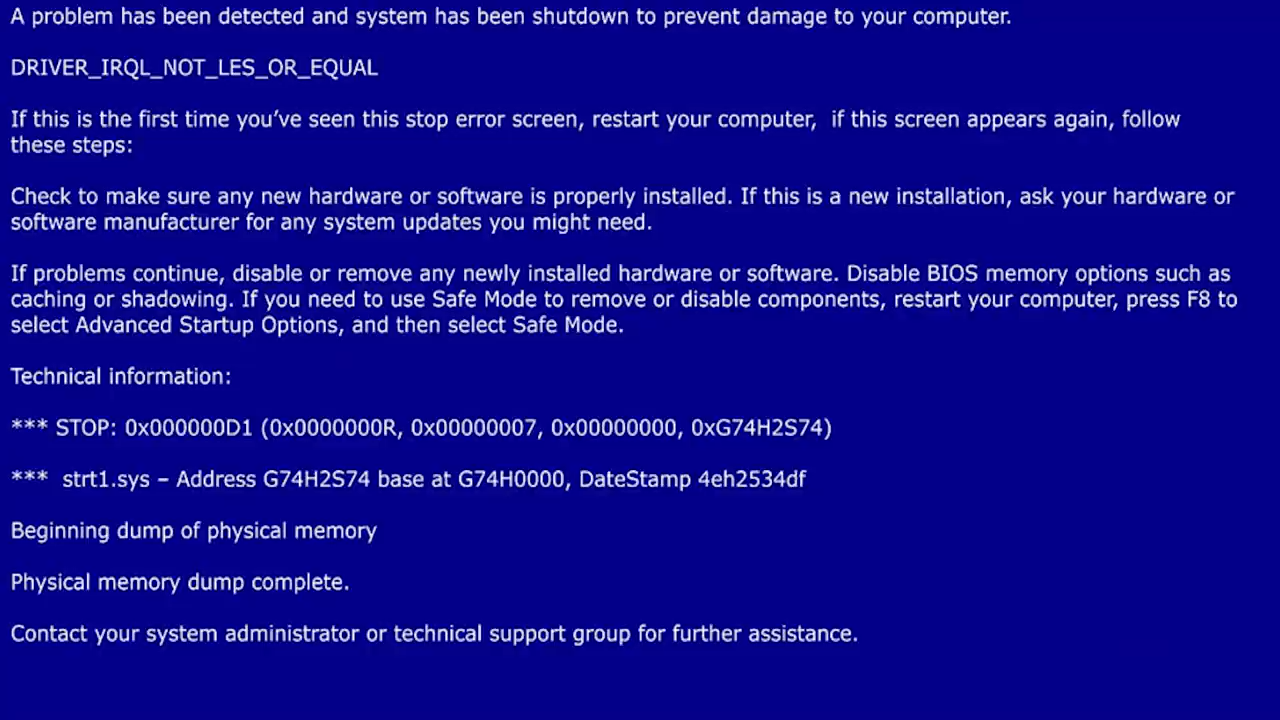 A problem has been detected and system has been shutdown to prevent damage to your computer.
DRIVER_IRQL_NOT_LES_OR_EQUAL
If this is the first time you’ve seen this stop error screen, restart your computer,  if this screen appears again, follow
these steps:
Check to make sure any new hardware or software is properly installed. If this is a new installation, ask your hardware or
software manufacturer for any system updates you might need.
If problems continue, disable or remove any newly installed hardware or software. Disable BIOS memory options such as
caching or shadowing. If you need to use Safe Mode to remove or disable components, restart your computer, press F8 to
select Advanced Startup Options, and then select Safe Mode.
Technical information:
*** STOP: 0x000000D1 (0x0000000R, 0x00000007, 0x00000000, 0xG74H2S74)
***  strt1.sys – Address G74H2S74 base at G74H0000, DateStamp 4eh2534df
Beginning dump of physical memory
Physical memory dump complete.
Contact your system administrator or technical support group for further assistance.